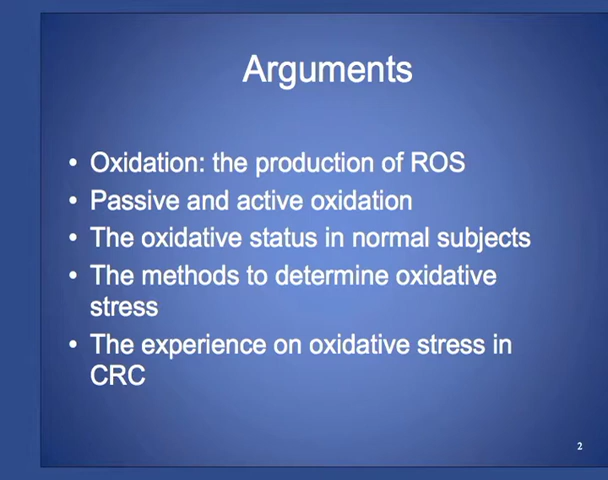 Arguments
• Oxidation: the production of ROS
• Passive and active oxidation
• The oxidative status in normal subjects
• The methods to determine oxidative
stress
• The experience on oxidative stress in
CRC
2